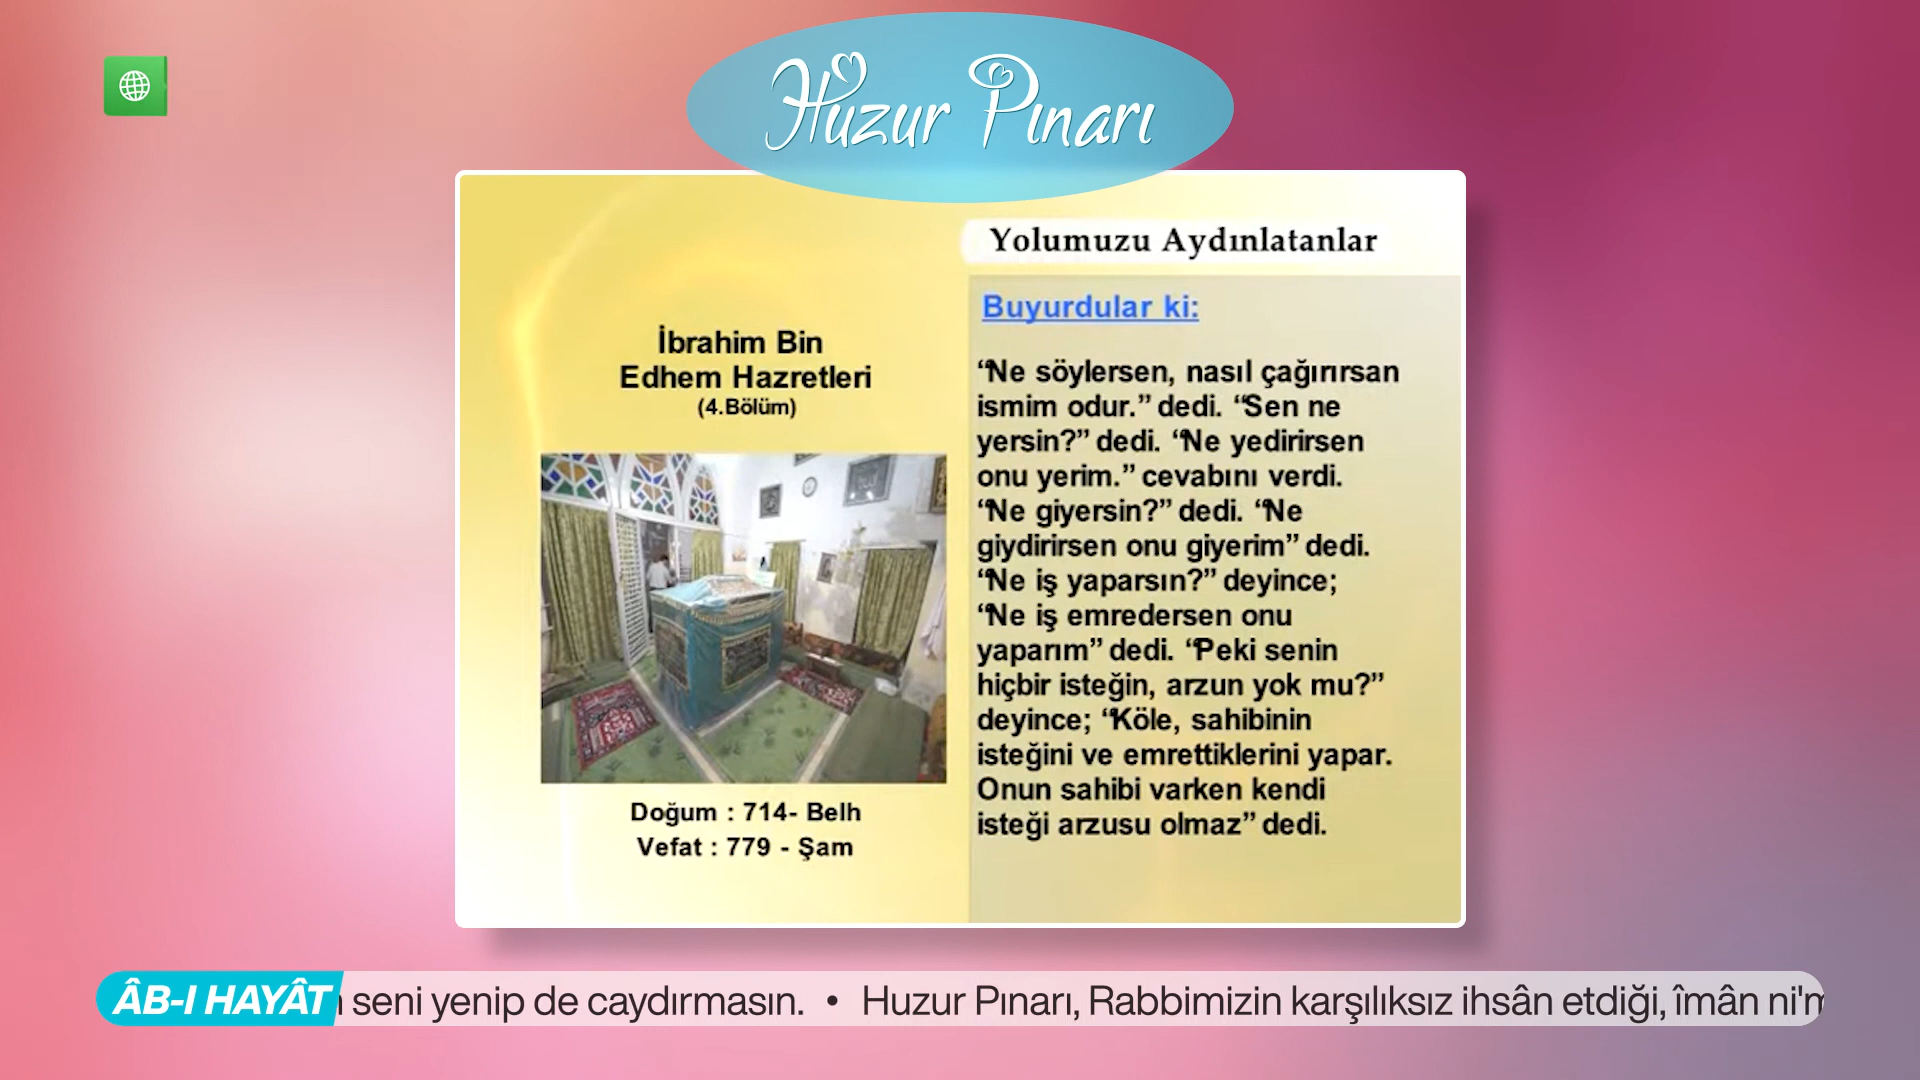 Huzur Pınarı
Yolumuzu Aydınlatanlar
İbrahim Bin
Edhem Hazretleri
(4.Bölüm)
Doğum : 714- Belh
Vefat : 779 - Şam
Buyurdular ki:
“Ne söylersen, nasıl çağırırsan
ismim odur.” dedi. “Sen ne
yersin?” dedi. “Ne yedirirsen
onu yerim.” cevabını verdi.
“Ne giyersin?” dedi. “Ne
giydirirsen onu giyerim” dedi.
“Ne iş yaparsın?” deyince;
“Ne iş emredersen onu
yaparım” dedi. “Peki senin
hiçbir isteğin, arzun yok mu?”
deyince; “Köle, sahibinin
isteğini ve emrettiklerini yapar.
Onun sahibi varken kendi
isteği arzusu olmaz” dedi.
ÂB-I HAYÂT seni yenip de caydırmasın. • Huzur Pınarı, Rabbimizin karşılıksız ihsân etdiği, îmân